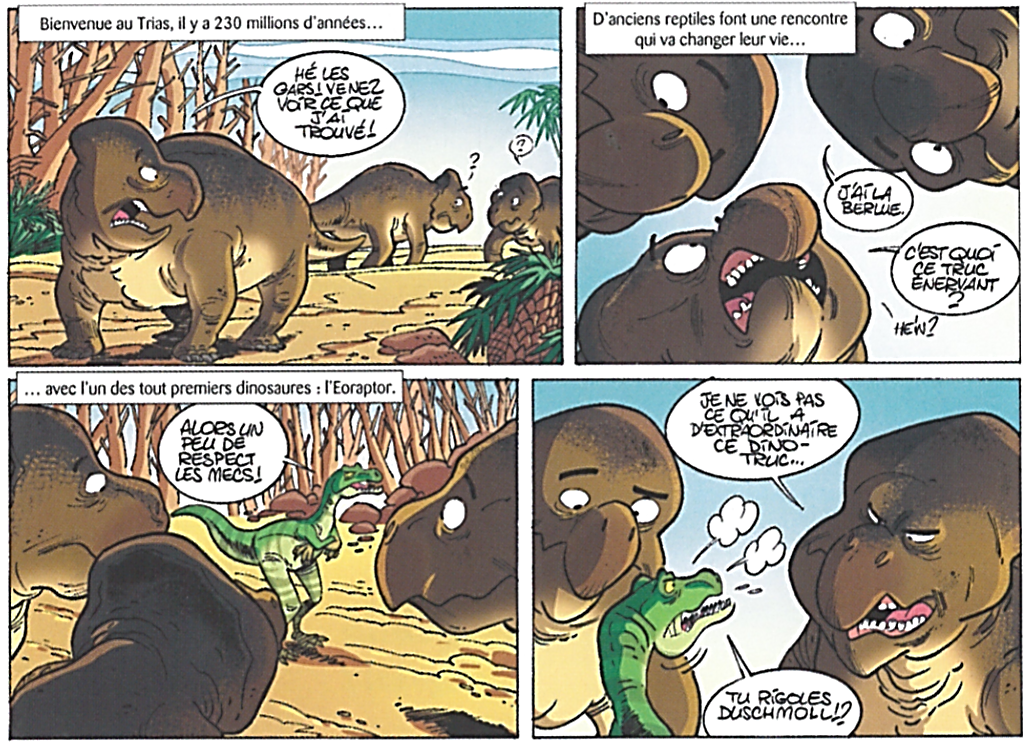 Bienvenue au Trias, il y a 230 millions d'années...
HÉ LES
GARS! VENEZ
VOIR CE QUE
J'AI
TROUVÉ!
?
?
D'anciens reptiles font une rencontre
qui va changer leur vie...
J'AI LA
BERLUE.
C'EST QUOI
CE TRUC
ÉNERVANT
?
HEIN?
... avec l'un des tout premiers dinosaures : l'Eoraptor.
ALORS UN
PEU DE
RESPECT
LES MECS!
JE NE VOIS PAS
CE QU'IL A
D'EXTRAORDINAIRE
CE DINO-
TRUC...
TU RIGOLES
DUSCHMOLL!?